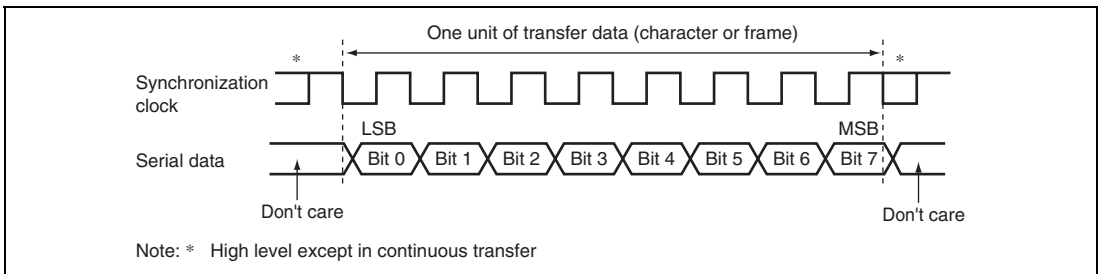 One unit of transfer data (character or frame)
* *
Synchronization
clock
LSB MSB
Serial data Bit 0 Bit 1 Bit 2 Bit 3 Bit 4 Bit 5 Bit 6 Bit 7
Don't care Don't care
Note: * High level except in continuous transfer